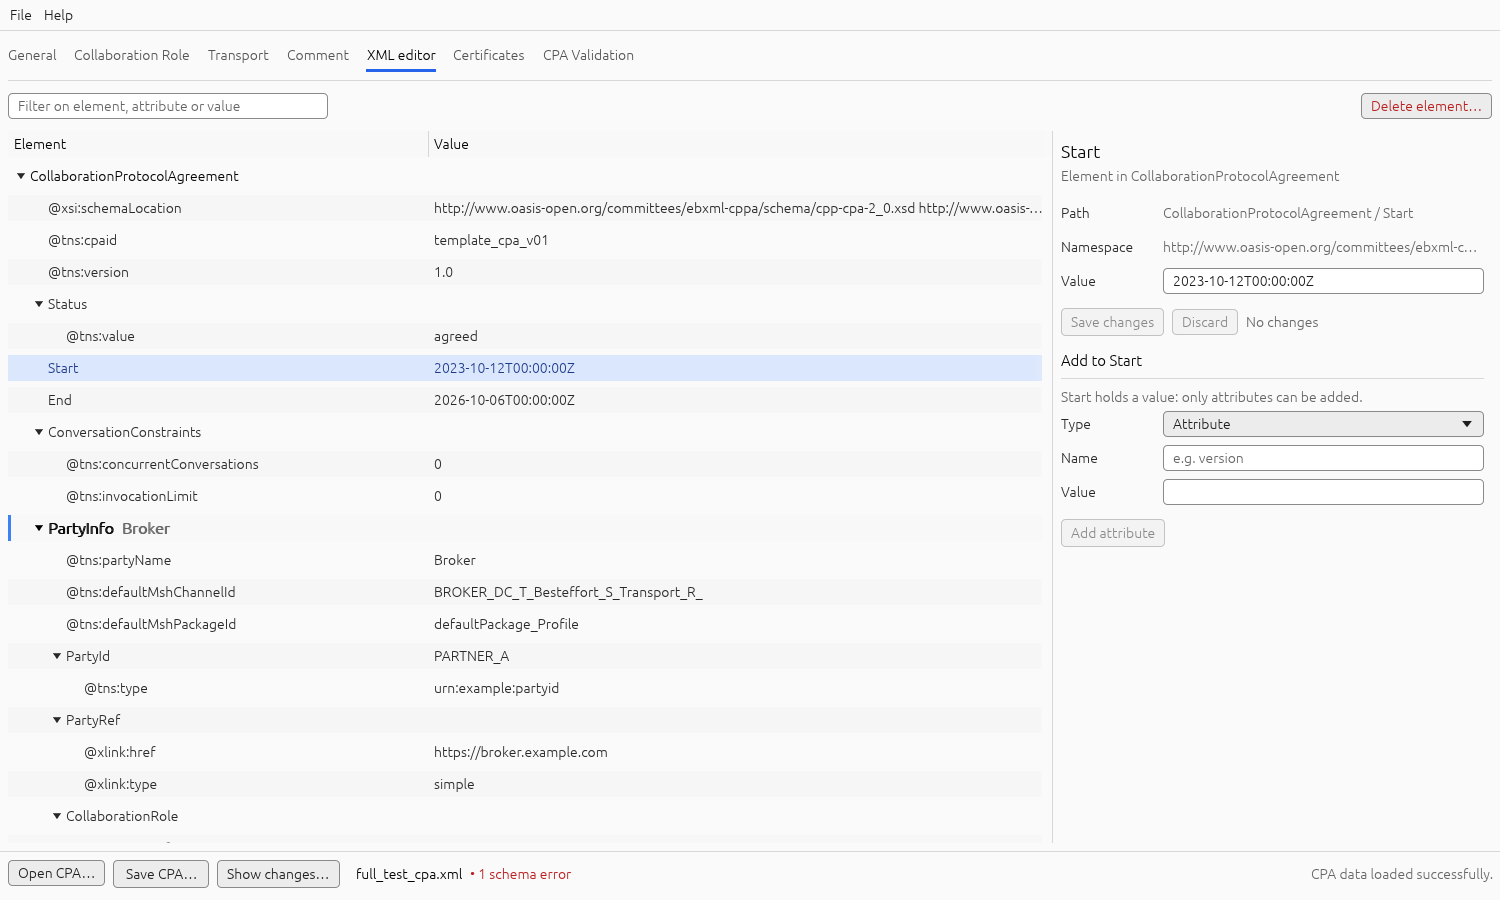 File Help
General Collaboration Role Transport Comment XML editor Certificates CPA Validation
Filter on element, attribute or value
Delete element...
Element Value
CollaborationProtocolAgreement
@xsi:schemaLocation http://www.oasis-open.org/committees/ebxml-cppa/schema/cpp-cpa-2_0.xsd http://www.oasis-...
@tns:cpaid template_cpa_v01
@tns:version 1.0
Status
@tns:value agreed
Start 2023-10-12T00:00:00Z
End 2026-10-06T00:00:00Z
ConversationConstraints
@tns:concurrentConversations 0
@tns:invocationLimit 0
PartyInfo Broker
@tns:partyName Broker
@tns:defaultMshChannelId BROKER_DC_T_Besteffort_S_Transport_R_
@tns:defaultMshPackageId defaultPackage_Profile
PartyId PARTNER_A
@tns:type urn:example:partyid
PartyRef
@xlink:href https://broker.example.com
@xlink:type simple
CollaborationRole
Start
Element in CollaborationProtocolAgreement
Path CollaborationProtocolAgreement / Start
Namespace http://www.oasis-open.org/committees/ebxml-c...
Value 2023-10-12T00:00:00Z
Save changes Discard No changes
Add to Start
Start holds a value: only attributes can be added.
Type Attribute
Name e.g. version
Value
Add attribute
Open CPA... Save CPA... Show changes... full_test_cpa.xml • 1 schema error
CPA data loaded successfully.